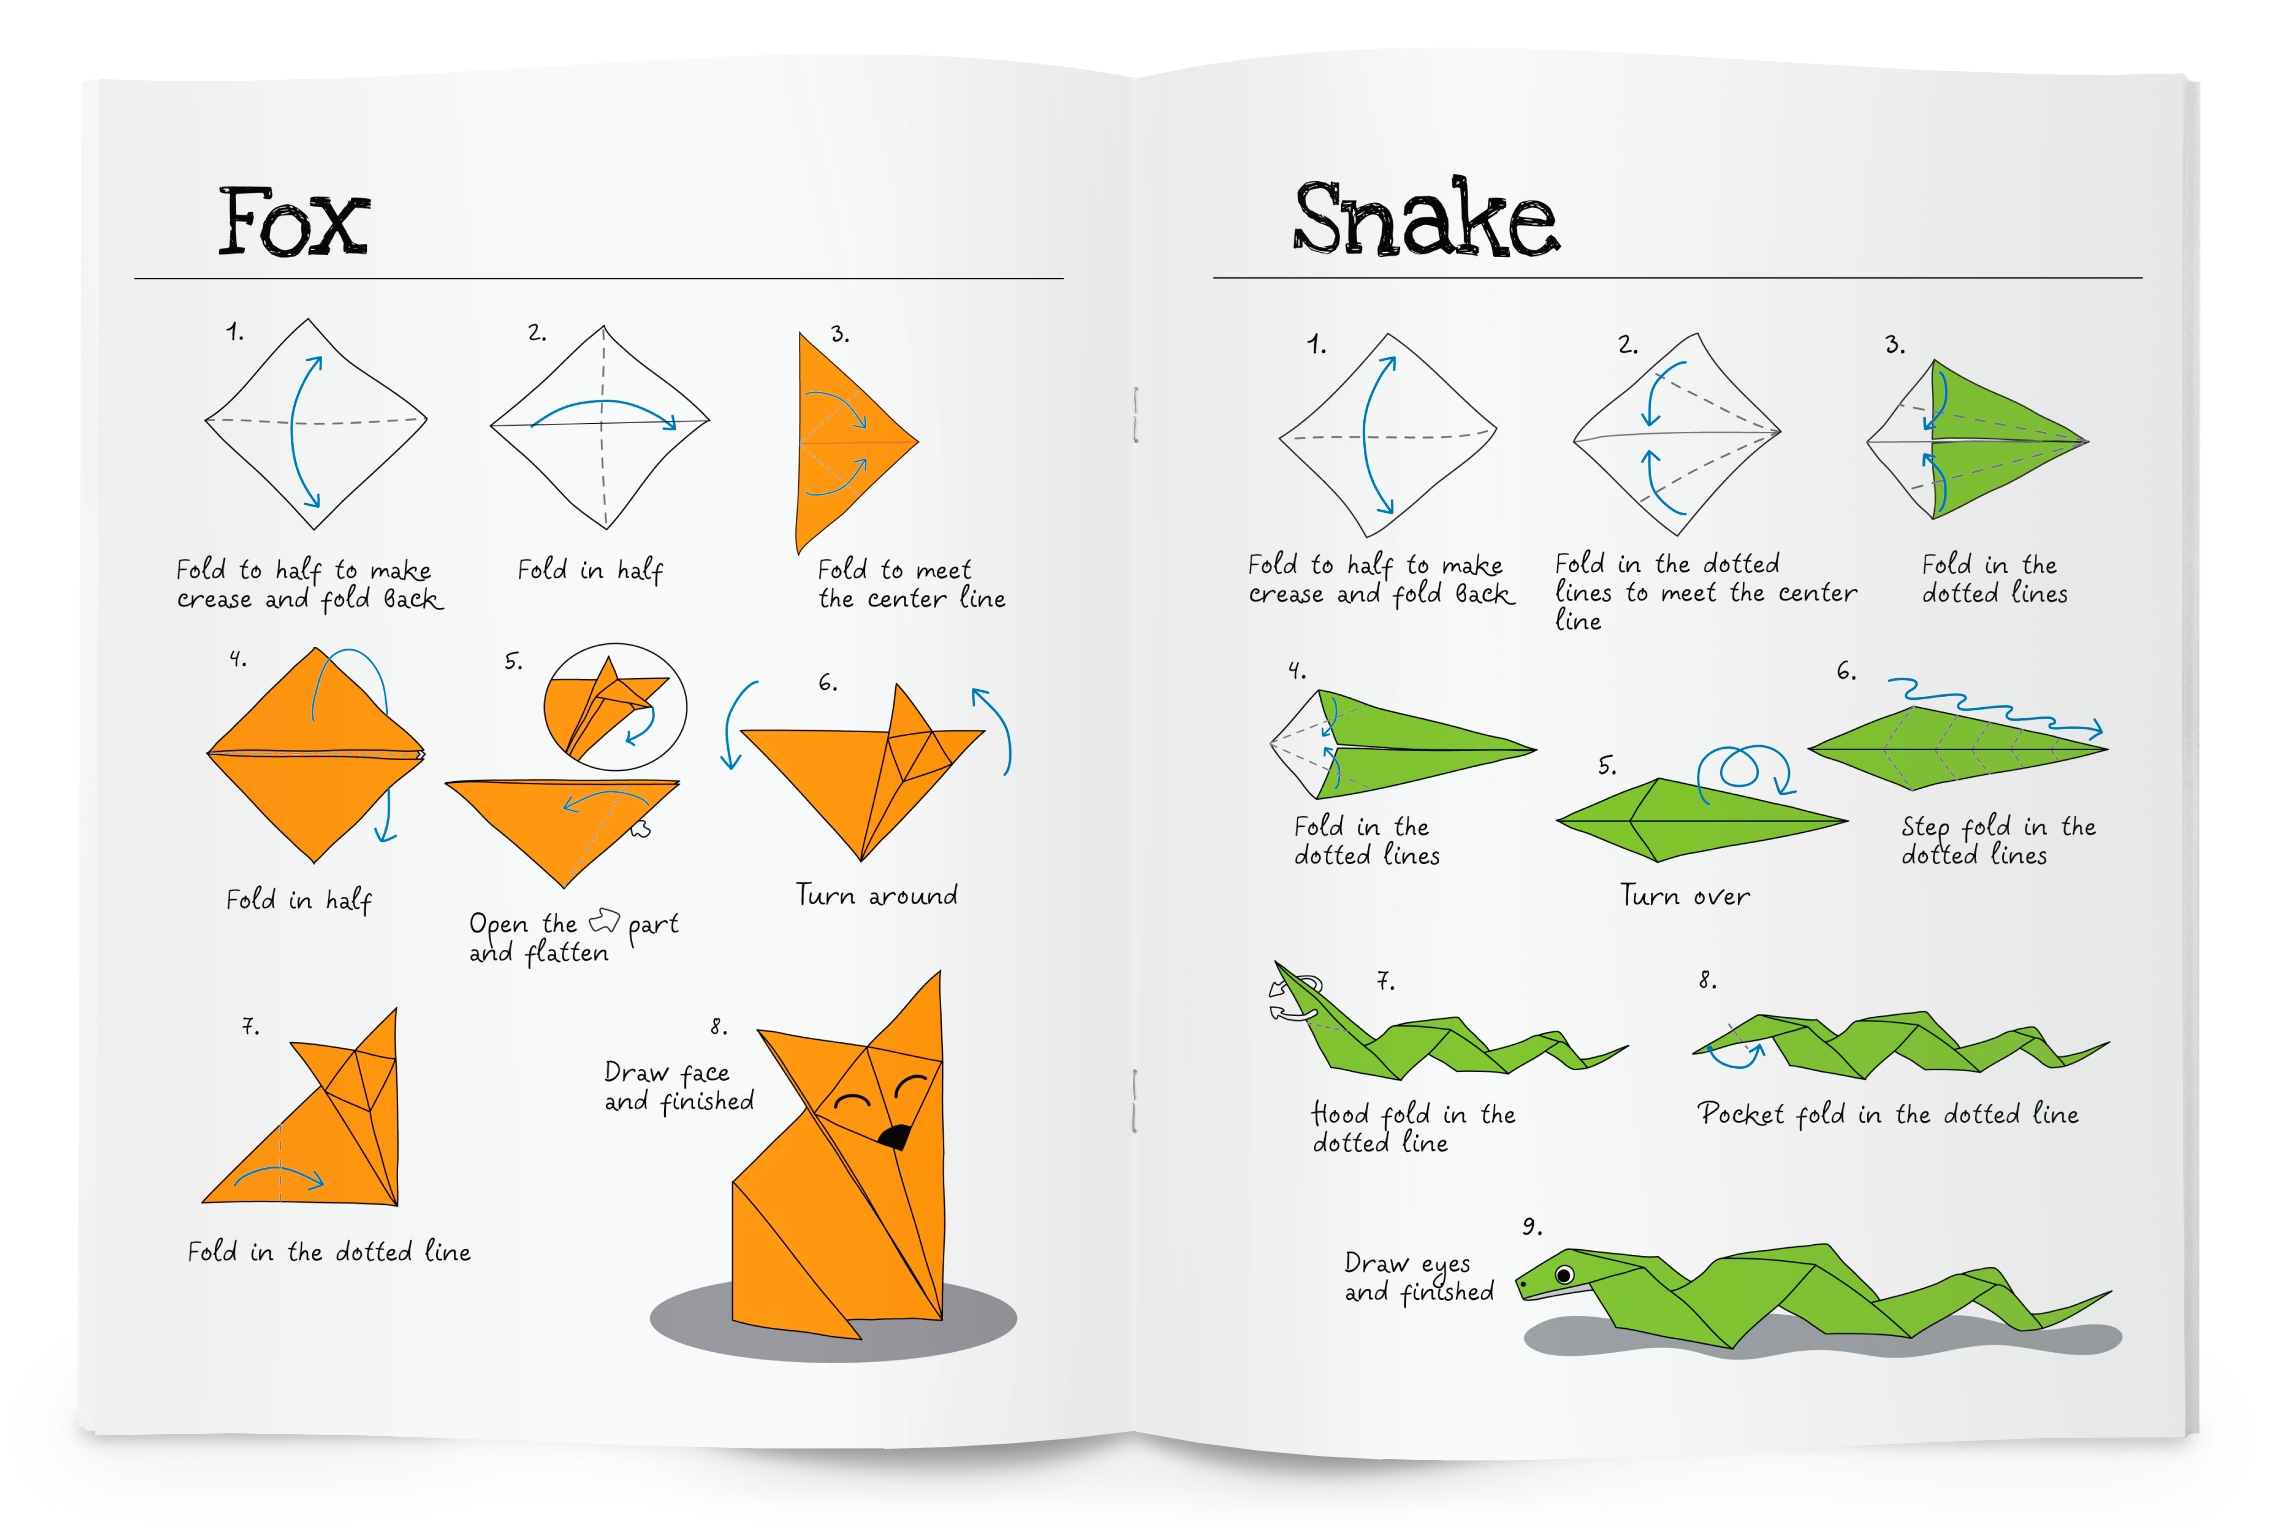 Fox
1.
Fold to half to make
crease and fold back
2.
Fold in half
3.
Fold to meet
the center line
4.
Fold in half
5.
Open the part
and flatten
6.
Turn around
7.
Fold in the dotted line
8.
Draw face
and finished
Snake
1.
Fold to half to make
crease and fold back
2.
Fold in the dotted
lines to meet the center
line
3.
Fold in the
dotted lines
4.
Fold in the
dotted lines
5.
Turn over
6.
Step fold in the
dotted lines
7.
Hood fold in the
dotted line
8.
Pocket fold in the dotted line
9.
Draw eyes
and finished